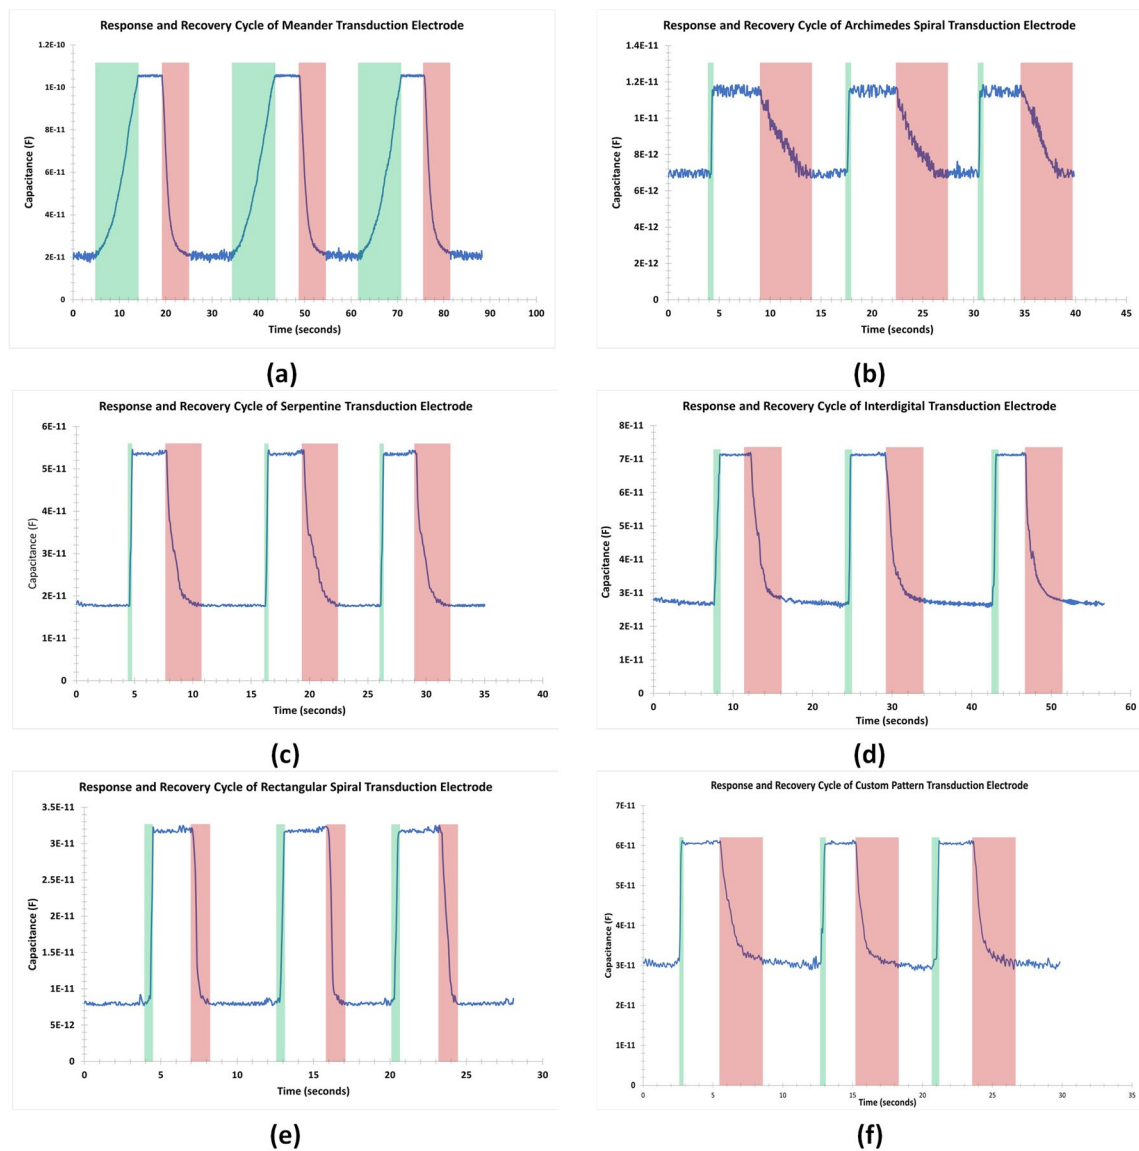 Response and Recovery Cycle of Meander Transduction Electrode
1.2E-10
1E-10
8E-11
6E-11
4E-11
2E-11
0
Capacitance (F)
0 10 20 30 40 50 60 70 80 90 100
Time (seconds)
(a)
Response and Recovery Cycle of Archimedes Spiral Transduction Electrode
1.4E-11
1.2E-11
1E-11
8E-12
6E-12
4E-12
2E-12
0
Capacitance (F)
0 5 10 15 20 25 30 35 40 45
Time (seconds)
(b)
Response and Recovery Cycle of Serpentine Transduction Electrode
6E-11
5E-11
4E-11
3E-11
2E-11
1E-11
0
Capacitance (F)
0 5 10 15 20 25 30 35 40
Time (seconds)
(c)
Response and Recovery Cycle of Interdigital Transduction Electrode
8E-11
7E-11
6E-11
5E-11
4E-11
3E-11
2E-11
1E-11
0
Capacitance (F)
0 10 20 30 40 50 60
Time (seconds)
(d)
Response and Recovery Cycle of Rectangular Spiral Transduction Electrode
3.5E-11
3E-11
2.5E-11
2E-11
1.5E-11
1E-11
5E-12
0
Capacitance (F)
0 5 10 15 20 25 30
Time (seconds)
(e)
Response and Recovery Cycle of Custom Pattern Transduction Electrode
7E-11
6E-11
5E-11
4E-11
3E-11
2E-11
1E-11
0
Capacitance (F)
0 5 10 15 20 25 30 35
Time (seconds)
(f)